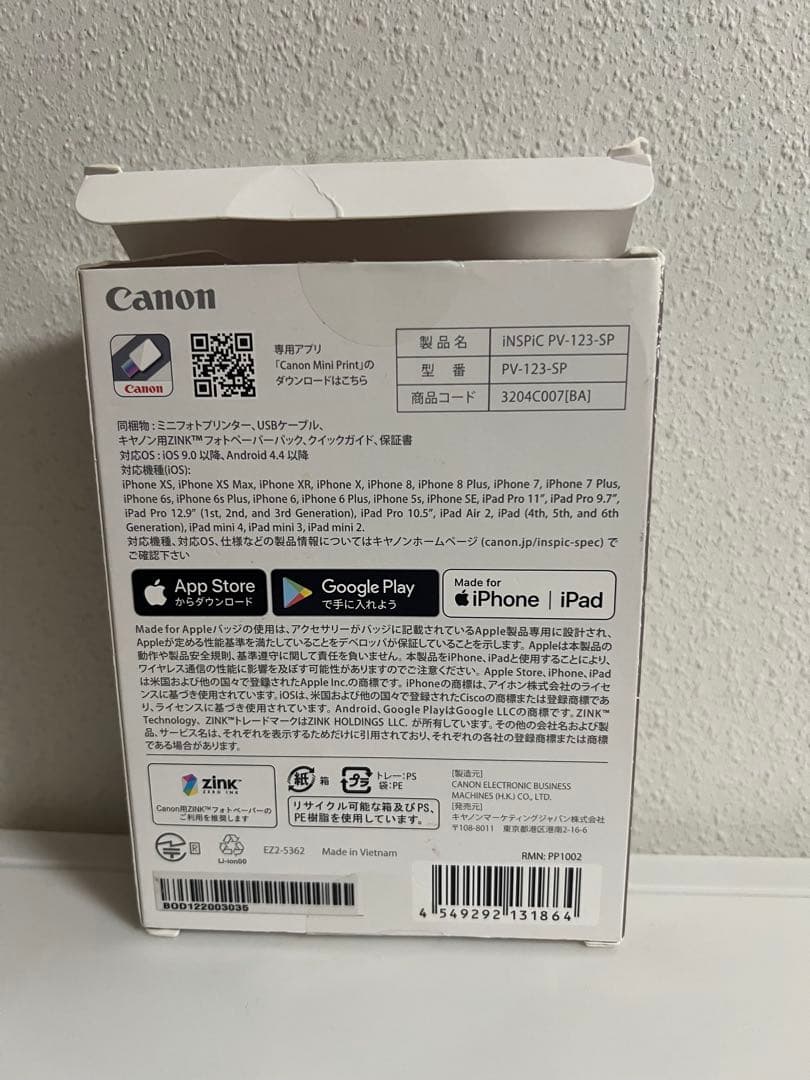 Canon
Canon
専用アプリ
「Canon Mini Print」の
ダウンロードはこちら
製品名 iNSPiC PV-123-SP
型 番 PV-123-SP
商品コード 3204C007[BA]
同梱物：ミニフォトプリンター、USBケーブル、
キヤノン用ZINK™フォトペーパーパック、クイックガイド、保証書
対応OS：iOS 9.0 以降、Android 4.4 以降
対応機種(iOS):
iPhone XS, iPhone XS Max, iPhone XR, iPhone X, iPhone 8, iPhone 8 Plus, iPhone 7, iPhone 7 Plus,
iPhone 6s, iPhone 6s Plus, iPhone 6, iPhone 6 Plus, iPhone 5s, iPhone SE, iPad Pro 11”, iPad Pro 9.7”,
iPad Pro 12.9” (1st, 2nd, and 3rd Generation), iPad Pro 10.5”, iPad Air 2, iPad (4th, 5th, and 6th
Generation), iPad mini 4, iPad mini 3, iPad mini 2.
対応機種、対応OS、仕様などの製品情報についてはキヤノンホームページ (canon.jp/inspic-spec) で
ご確認下さい
App Store
からダウンロード
Google Play
で手に入れよう
Made for
iPhone | iPad
Made for Appleバッジの使用は、アクセサリーがバッジに記載されているApple製品専用に設計され、
Appleが定める性能基準を満たしていることをデベロッパが保証していることを示します。Appleは本製品の
動作や製品安全規則、基準遵守に関して責任を負いません。本製品をiPhone、iPadと使用することにより、
ワイヤレス通信の性能に影響を及ぼす可能性がありますのでご注意ください。Apple Store、iPhone、iPad
は米国および他の国々で登録されたApple Inc.の商標です。iPhoneの商標は、アイホン株式会社のライセ
ンスに基づき使用されています。iOSは、米国および他の国々で登録されたCiscoの商標または登録商標であ
り、ライセンスに基づき使用されています。Android、Google PlayはGoogle LLCの商標です。ZINK™
Technology、ZINK™トレードマークはZINK HOLDINGS LLC. が所有しています。その他の会社名および製
品、サービス名は、それぞれを表示するためだけに引用されており、それぞれの各社の登録商標または商標
である場合があります。
ZINK™
ZERO INK
Canon用ZINK™フォトペーパーの
ご利用を推奨します
紙 箱
プラ トレー：PS
袋：PE
リサイクル可能な箱及びPS、
PE樹脂を使用しています。
[製造元]
CANON ELECTRONIC BUSINESS
MACHINES (H.K.) CO., LTD.
[発売元]
キヤノンマーケティングジャパン株式会社
〒108-8011 東京都港区港南2-16-6
R
Li-ion00
EZ2-5362
Made in Vietnam
RMN: PP1002
BOD122003035
4 549292 131864